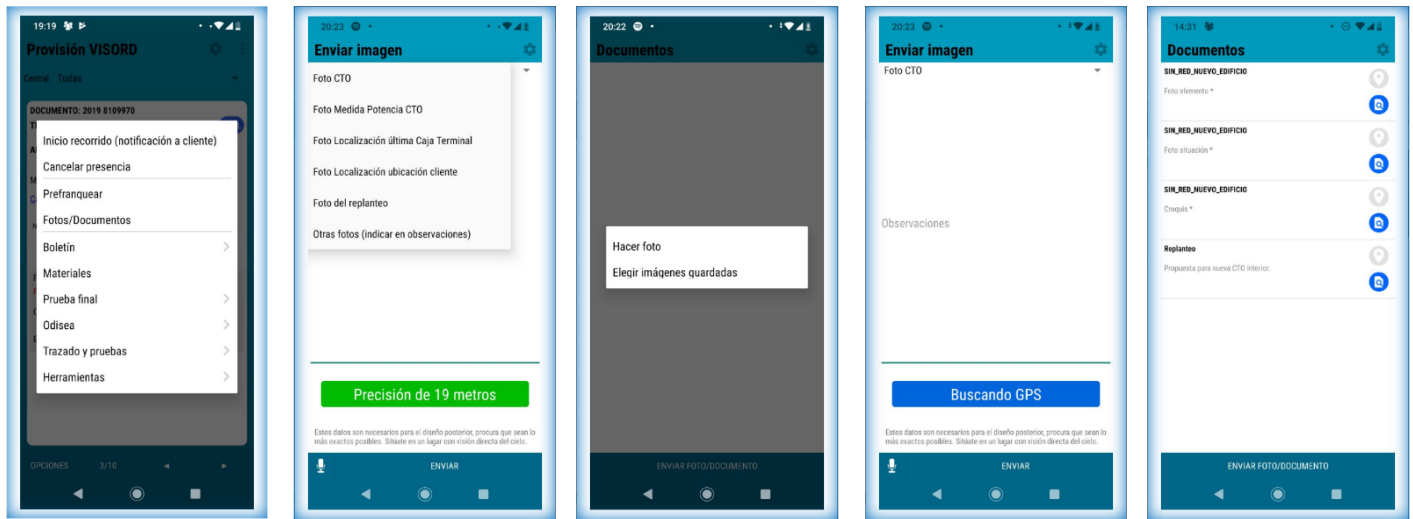 19:19
Provisión VISORD
Central Todas
DOCUMENTO: 2019 8109970
Inicio recorrido (notificación a cliente)
Cancelar presencia
Prefranquear
Fotos/Documentos
Boletín
Materiales
Prueba final
Odisea
Trazado y pruebas
Herramientas
OPCIONES 3/10
20:23
Enviar imagen
Foto CTO
Foto Medida Potencia CTO
Foto Localización última Caja Terminal
Foto Localización ubicación cliente
Foto del replanteo
Otras fotos (indicar en observaciones)
Precisión de 19 metros
Estos datos son necesarios para el diseño posterior, procura que sean lo
más exactos posibles. Sitúate en un lugar con visión directa del cielo.
ENVIAR
20:22
Documentos
Hacer foto
Elegir imágenes guardadas
ENVIAR FOTO/DOCUMENTO
20:23
Enviar imagen
Foto CTO
Observaciones
Buscando GPS
Estos datos son necesarios para el diseño posterior, procura que sean lo
más exactos posibles. Sitúate en un lugar con visión directa del cielo.
ENVIAR
14:31
Documentos
SIN_RED_NUEVO_EDIFICIO
Foto elemento *
SIN_RED_NUEVO_EDIFICIO
Foto situación *
SIN_RED_NUEVO_EDIFICIO
Croquis *
Replanteo
Propuesta para nueva CTO interior.
ENVIAR FOTO/DOCUMENTO